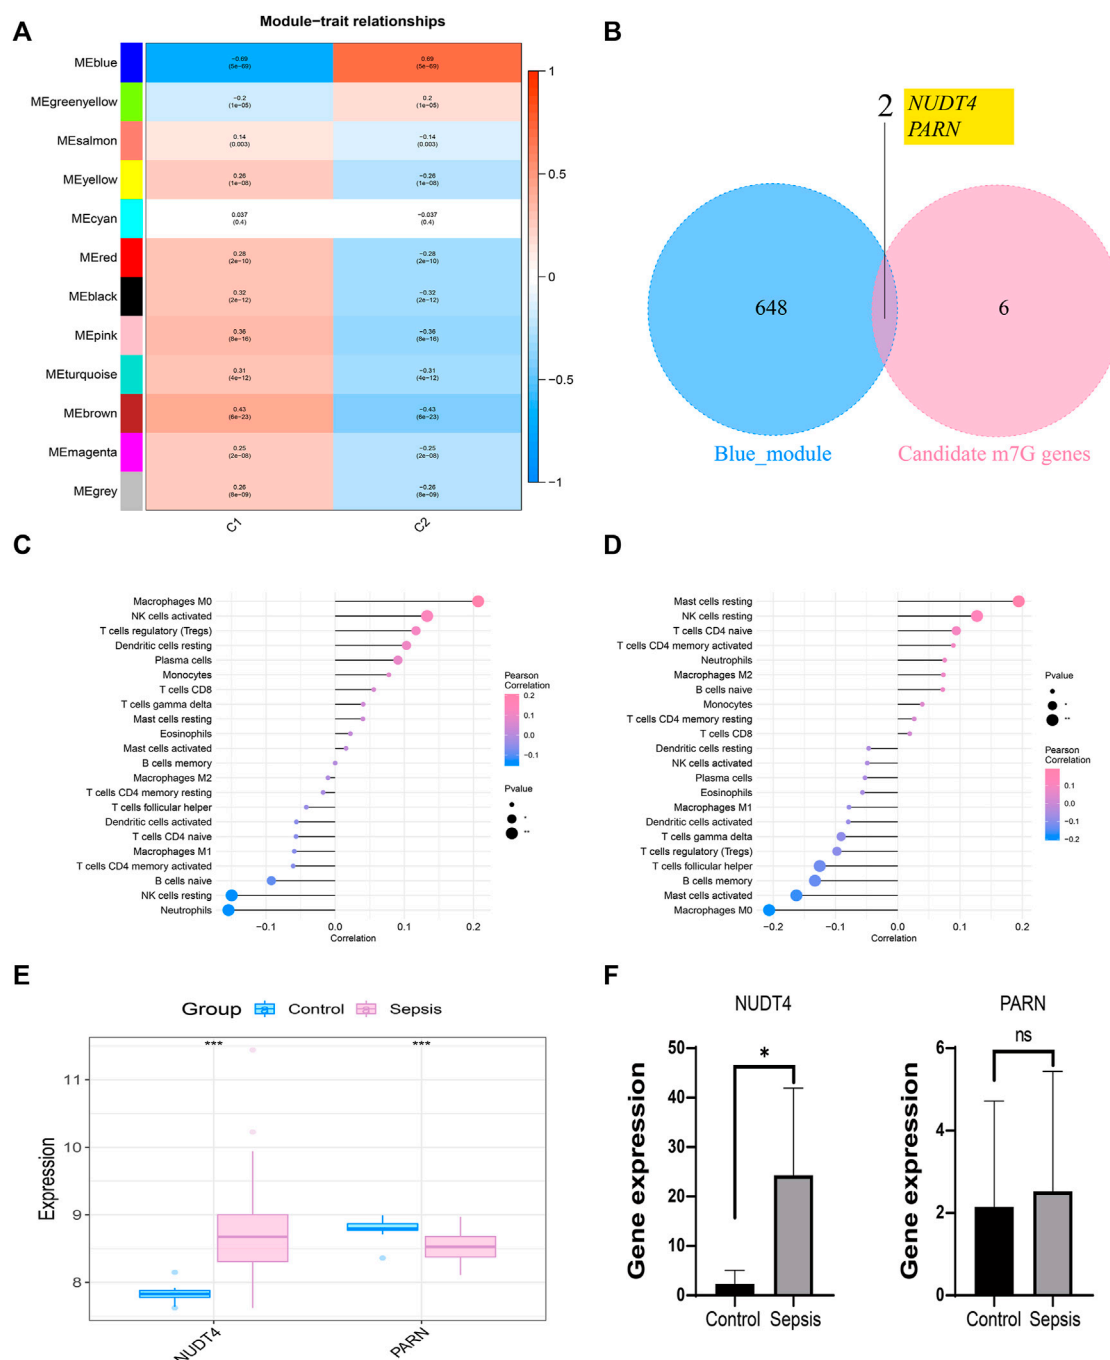 A
Module-trait relationships
MEblue
-0.69
(5e-69)
0.69
(5e-69)
MEgreenyellow
-0.2
(1e-05)
0.2
(1e-05)
MEsalmon
0.14
(0.003)
-0.14
(0.003)
MEyellow
0.26
(1e-08)
-0.26
(1e-08)
MEcyan
0.037
(0.4)
-0.037
(0.4)
MEred
0.28
(2e-10)
-0.28
(2e-10)
MEblack
0.32
(2e-12)
-0.32
(2e-12)
MEpink
0.36
(8e-16)
-0.36
(8e-16)
MEturquoise
0.31
(4e-12)
-0.31
(4e-12)
MEbrown
0.43
(6e-23)
-0.43
(6e-23)
MEmagenta
0.25
(2e-08)
-0.25
(2e-08)
MEgrey
0.26
(8e-09)
-0.26
(8e-09)
C1
C2
1
0.5
0
-0.5
-1
B
2
NUDT4
PARN
648
6
Blue_module
Candidate m7G genes
C
Macrophages M0
NK cells activated
T cells regulatory (Tregs)
Dendritic cells resting
Plasma cells
Monocytes
T cells CD8
T cells gamma delta
Mast cells resting
Eosinophils
Mast cells activated
B cells memory
Macrophages M2
T cells CD4 memory resting
T cells follicular helper
Dendritic cells activated
T cells CD4 naive
Macrophages M1
T cells CD4 memory activated
B cells naive
NK cells resting
Neutrophils
-0.1 0.0 0.1 0.2
Correlation
Pearson
Correlation
0.2
0.1
0.0
-0.1
Pvalue
*
**
D
Mast cells resting
NK cells resting
T cells CD4 naive
T cells CD4 memory activated
Neutrophils
Macrophages M2
B cells naive
Monocytes
T cells CD4 memory resting
T cells CD8
Dendritic cells resting
NK cells activated
Plasma cells
Eosinophils
Macrophages M1
Dendritic cells activated
T cells gamma delta
T cells regulatory (Tregs)
T cells follicular helper
B cells memory
Mast cells activated
Macrophages M0
-0.2 -0.1 0.0 0.1 0.2
Correlation
Pvalue
*
**
Pearson
Correlation
0.1
0.0
-0.1
-0.2
E
Group Control Sepsis
*** ***
Expression
11
10
9
8
NUDT4
PARN
F
NUDT4
*
Gene expression
50
40
30
20
10
0
Control Sepsis
PARN
ns
Gene expression
6
4
2
0
Control Sepsis